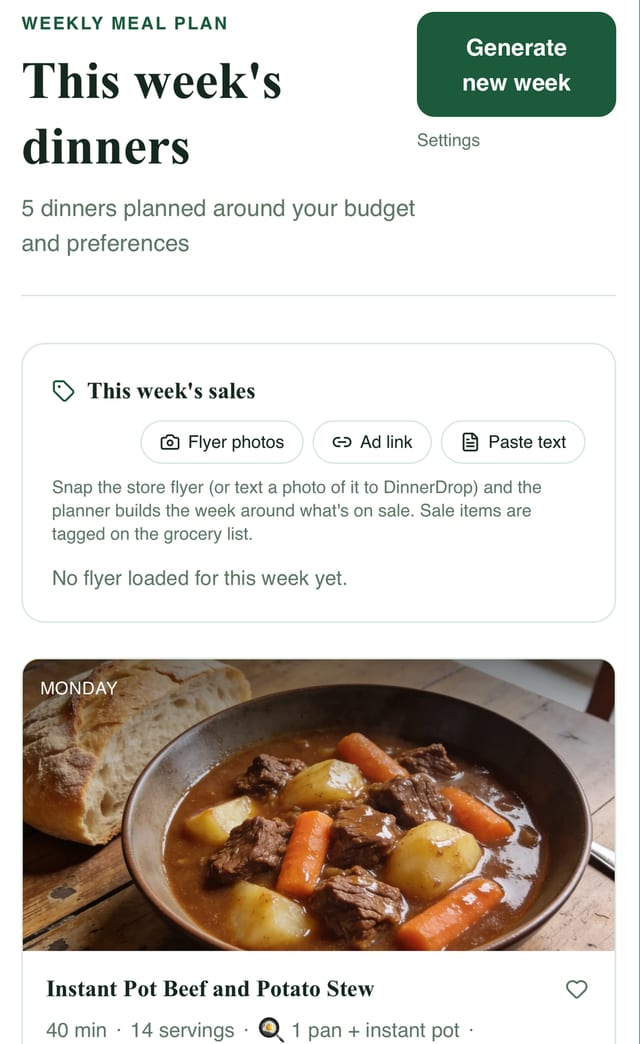 WEEKLY MEAL PLAN
This week's
dinners
5 dinners planned around your budget
and preferences
Generate
new week
Settings
This week's sales
Flyer photos
Ad link
Paste text
Snap the store flyer (or text a photo of it to DinnerDrop) and the
planner builds the week around what's on sale. Sale items are
tagged on the grocery list.
No flyer loaded for this week yet.
MONDAY
Instant Pot Beef and Potato Stew
40 min · 14 servings · 🍳 1 pan + instant pot ·